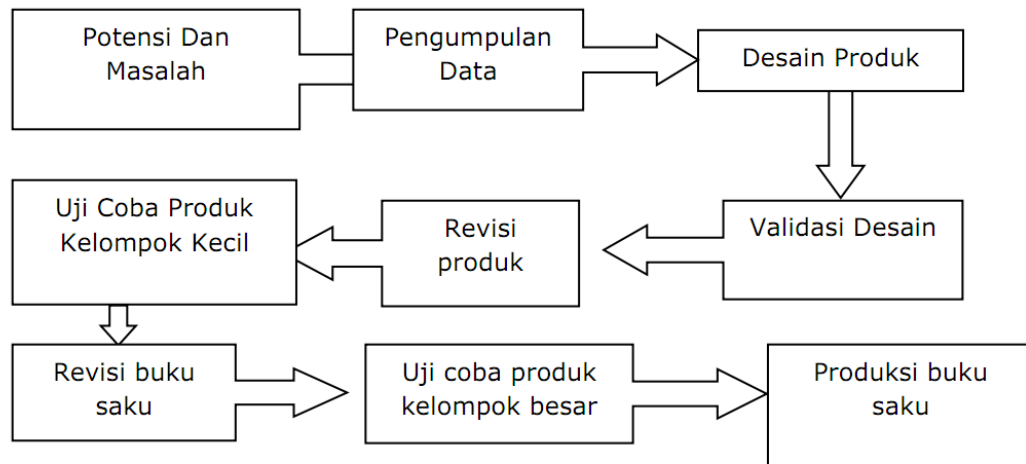 Potensi Dan
Masalah
Pengumpulan
Data
Desain Produk
Validasi Desain
Revisi
produk
Uji Coba Produk
Kelompok Kecil
Revisi buku
saku
Uji coba produk
kelompok besar
Produksi buku
saku